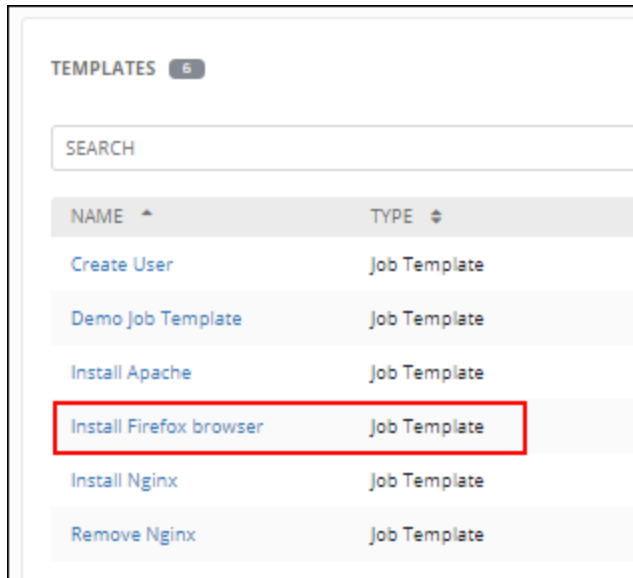 TEMPLATES 6
SEARCH
NAME TYPE
Create User Job Template
Demo Job Template Job Template
Install Apache Job Template
Install Firefox browser Job Template
Install Nginx Job Template
Remove Nginx Job Template